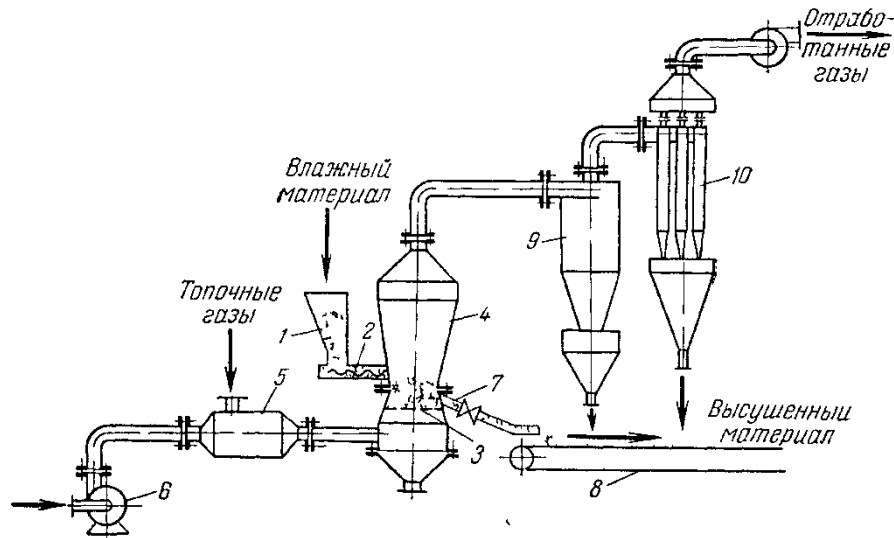 Отрабо-
танные
газы
Влажный
материал
10
9
Топочные
газы
4
1
2
7
5
Высушенный
материал
3
6
8